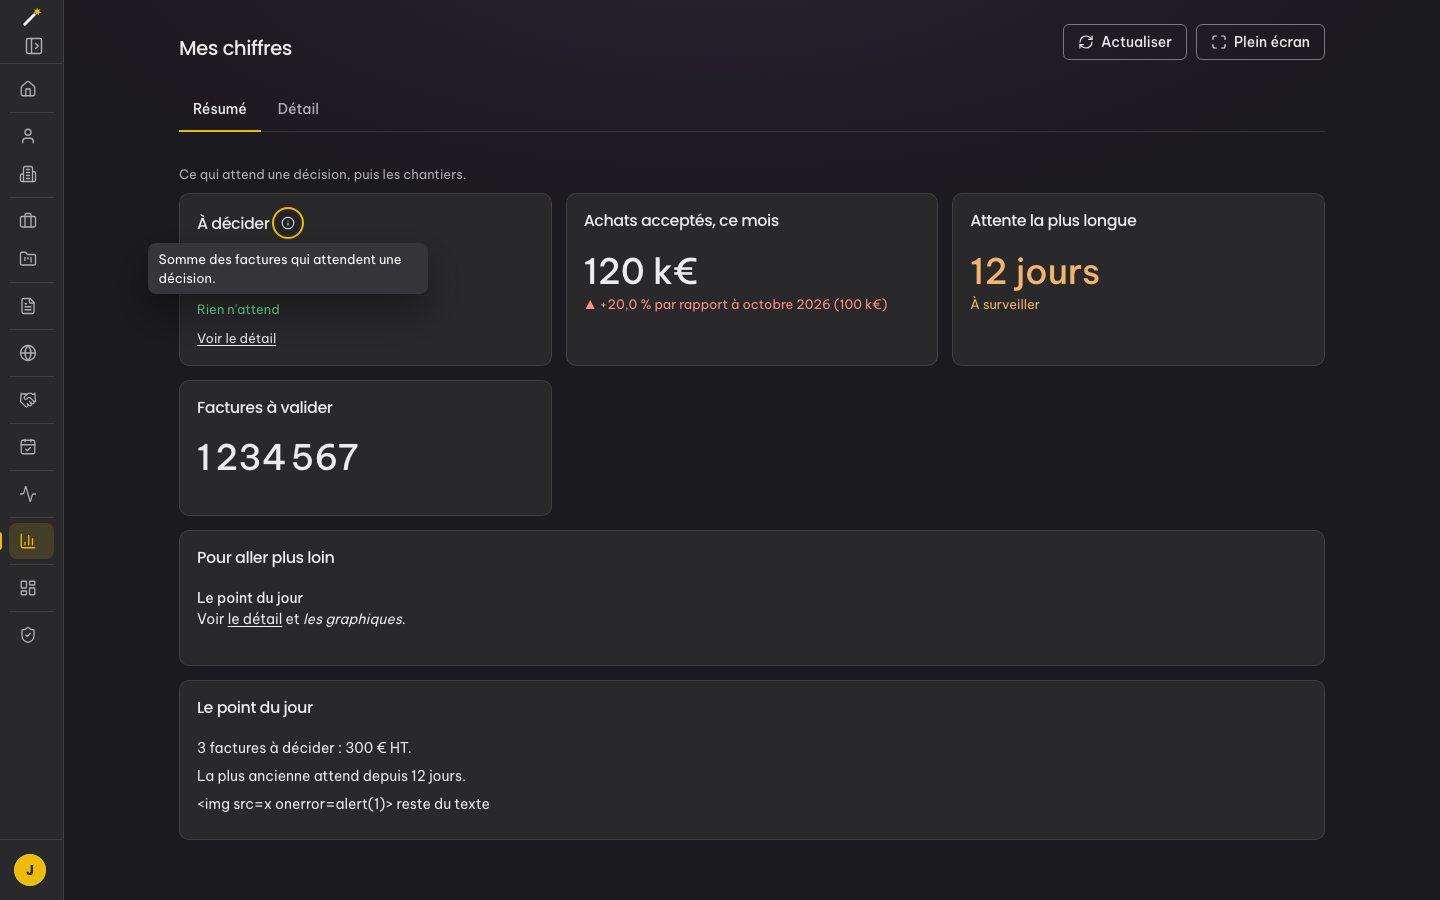 Mes chiffres
Actualiser
Plein écran
Résumé
Détail
Ce qui attend une décision, puis les chantiers.
À décider
Somme des factures qui attendent une
décision.
Rien n'attend
Voir le détail
Achats acceptés, ce mois
120 k€
▲ +20,0 % par rapport à octobre 2026 (100 k€)
Attente la plus longue
12 jours
À surveiller
Factures à valider
1 234 567
Pour aller plus loin
Le point du jour
Voir le détail et les graphiques.
Le point du jour
3 factures à décider : 300 € HT.
La plus ancienne attend depuis 12 jours.
<img src=x onerror=alert(1)> reste du texte
J